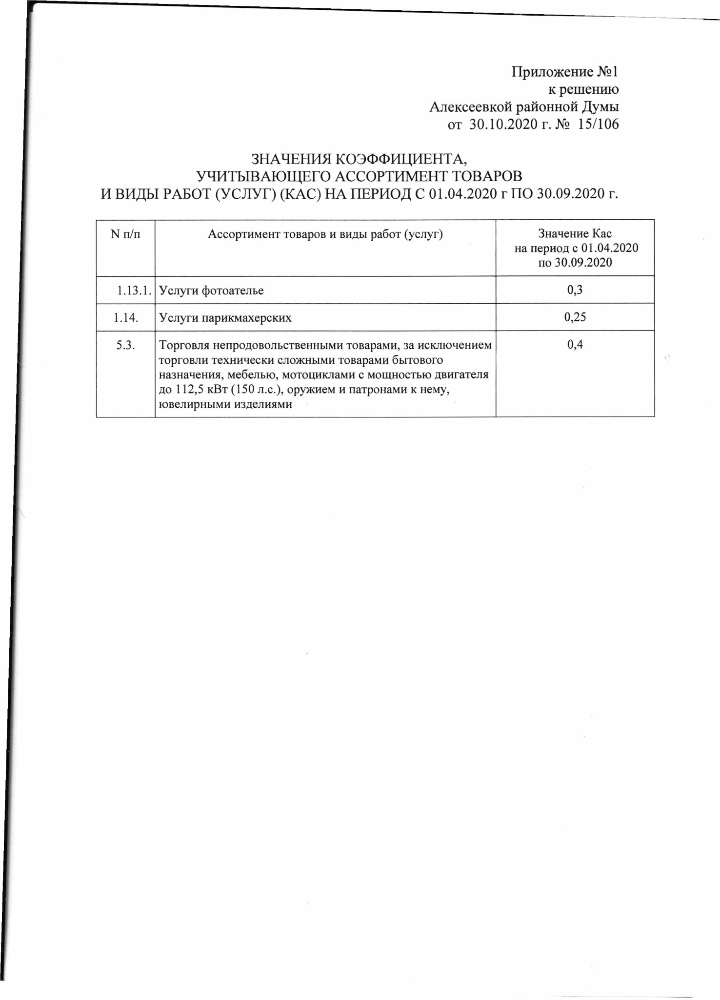 Приложение №1
к решению
Алексеевкой районной Думы
от 30.10.2020 г. № 15/106
ЗНАЧЕНИЯ КОЭФФИЦИЕНТА,
УЧИТЫВАЮЩЕГО АССОРТИМЕНТ ТОВАРОВ
И ВИДЫ РАБОТ (УСЛУГ) (КАС) НА ПЕРИОД С 01.04.2020 г ПО 30.09.2020 г.
N п/п
Ассортимент товаров и виды работ (услуг)
Значение Кас
на период с 01.04.2020
по 30.09.2020
1.13.1.
Услуги фотоателье
0,3
1.14.
Услуги парикмахерских
0,25
5.3.
Торговля непродовольственными товарами, за исключением
торговли технически сложными товарами бытового
назначения, мебелью, мотоциклами с мощностью двигателя
до 112,5 кВт (150 л.с.), оружием и патронами к нему,
ювелирными изделиями
0,4